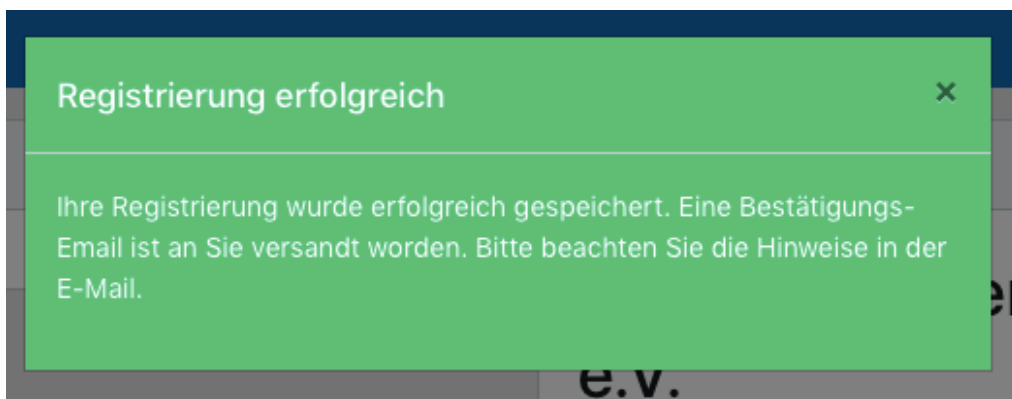 Registrierung erfolgreich ×
Ihre Registrierung wurde erfolgreich gespeichert. Eine Bestätigungs-
Email ist an Sie versandt worden. Bitte beachten Sie die Hinweise in der
E-Mail.
e.V.